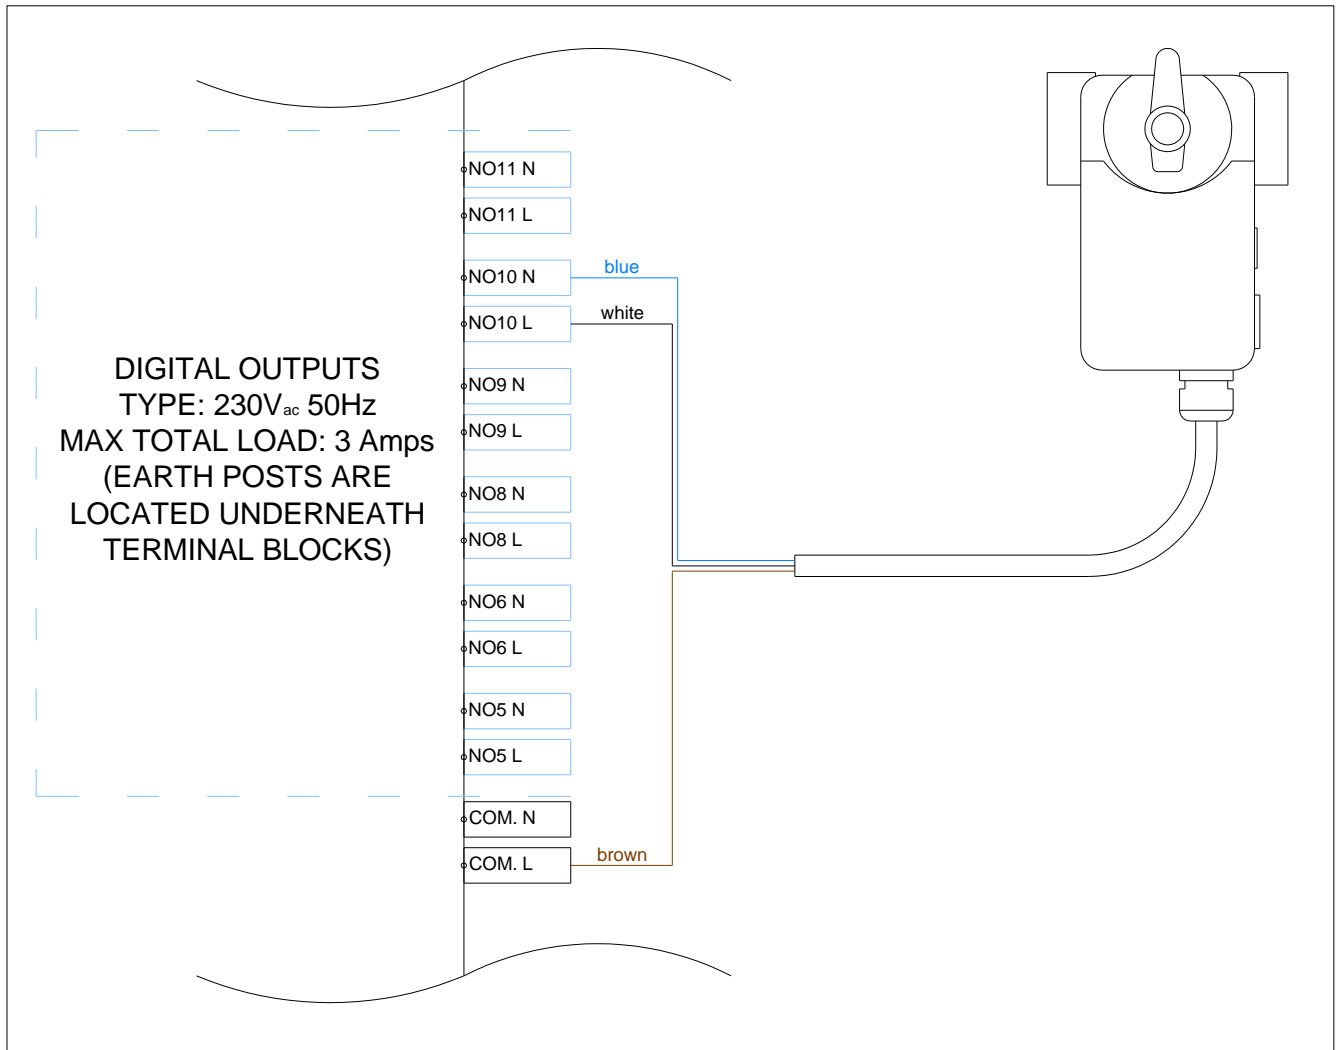 NO11 N
NO11 L
NO10 N
blue
NO10 L
white
DIGITAL OUTPUTS
TYPE: 230Vac 50Hz
MAX TOTAL LOAD: 3 Amps
(EARTH POSTS ARE
LOCATED UNDERNEATH
TERMINAL BLOCKS)
NO9 N
NO9 L
NO8 N
NO8 L
NO6 N
NO6 L
NO5 N
NO5 L
COM. N
COM. L
brown